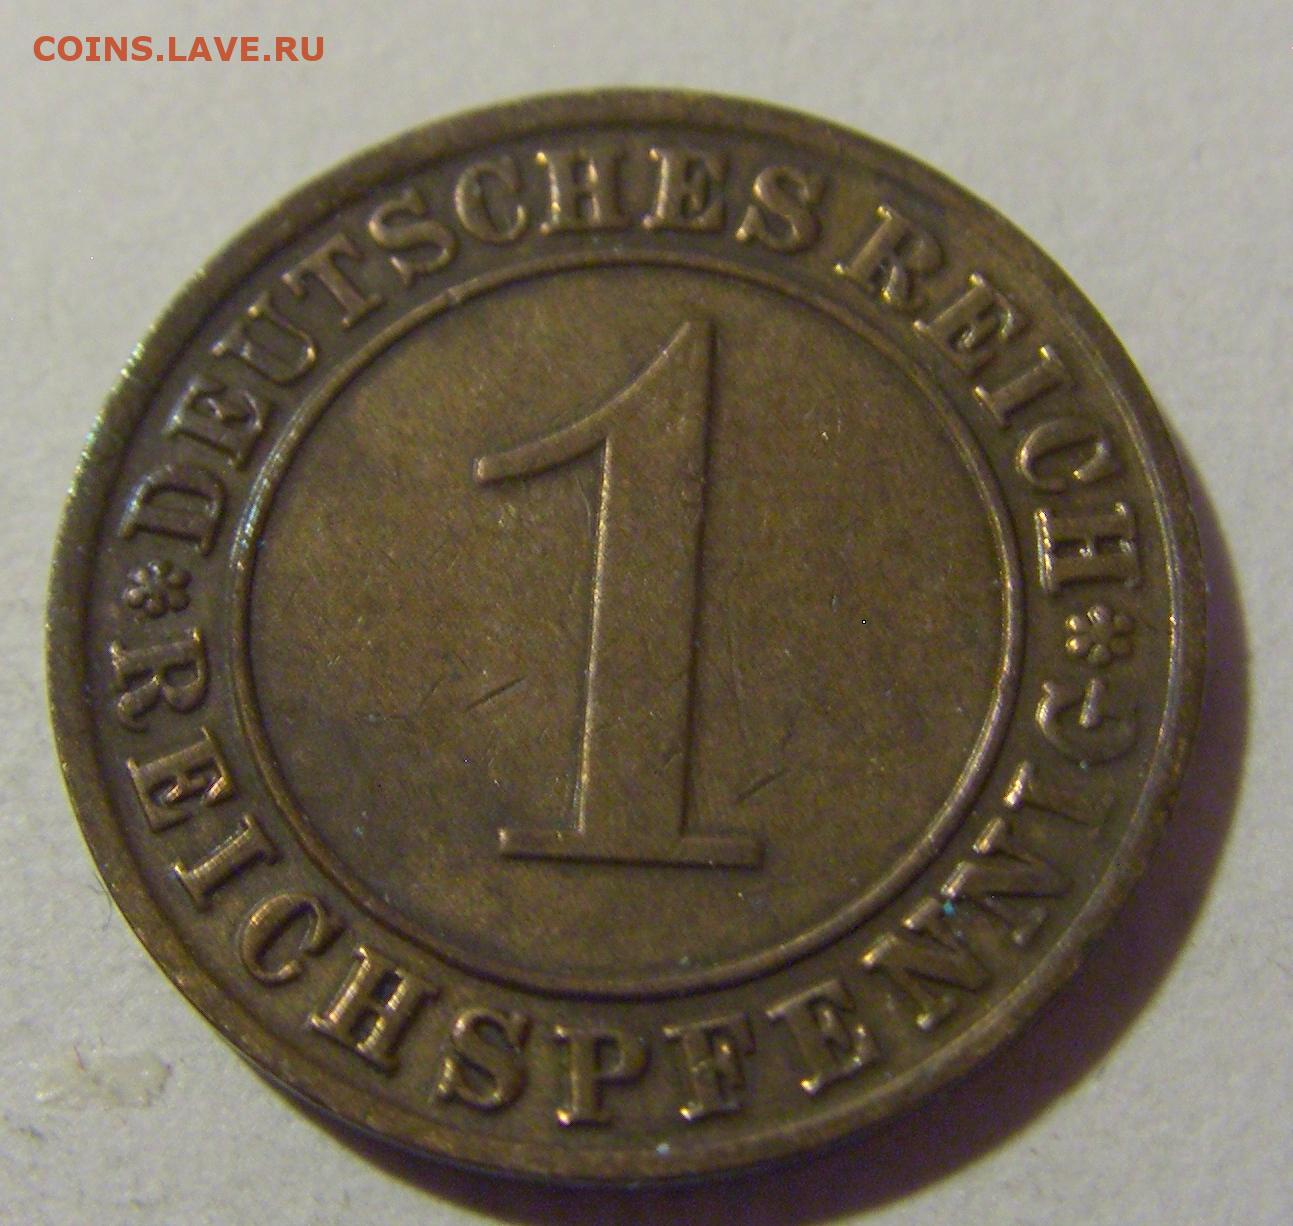 COINS.LAVE.RU
DEUTSCHES REICH
1
REICHSPFENNIG